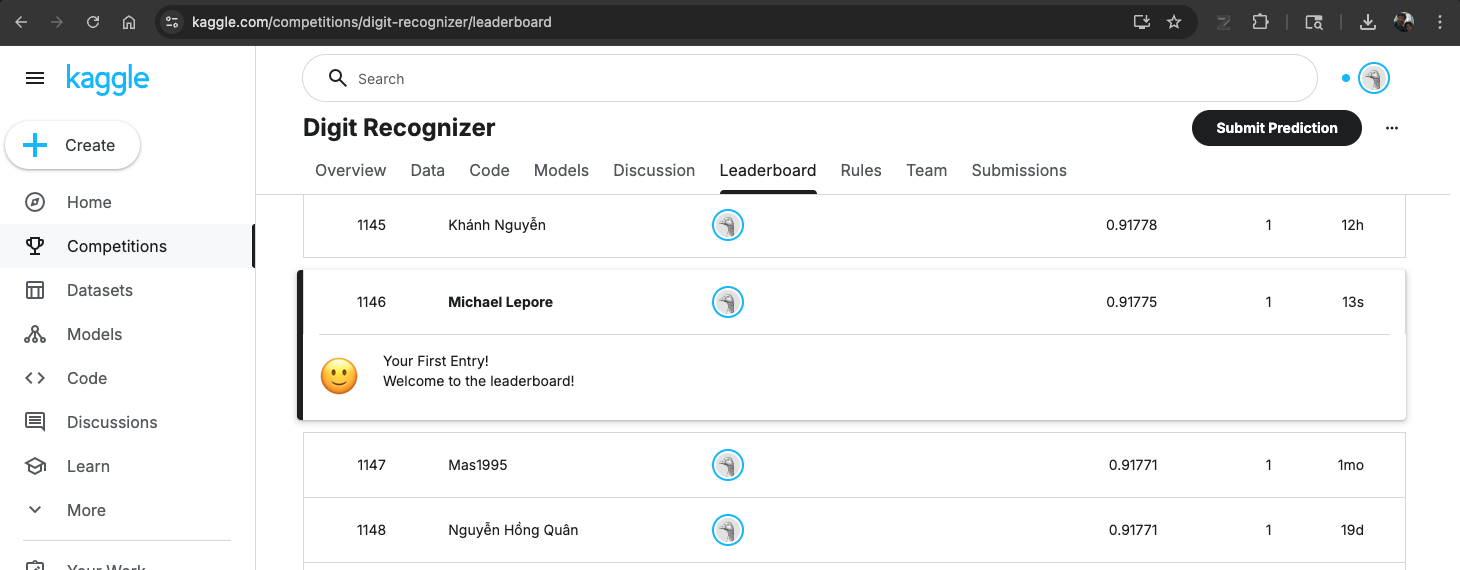 kaggle.com/competitions/digit-recognizer/leaderboard
kaggle
Search
Create
Digit Recognizer
Submit Prediction
Overview Data Code Models Discussion Leaderboard Rules Team Submissions
Home
Competitions
Datasets
Models
Code
Discussions
Learn
More
Your Work
1145 Khánh Nguyễn 0.91778 1 12h
1146 Michael Lepore 0.91775 1 13s
Your First Entry!
Welcome to the leaderboard!
1147 Mas1995 0.91771 1 1mo
1148 Nguyễn Hồng Quân 0.91771 1 19d